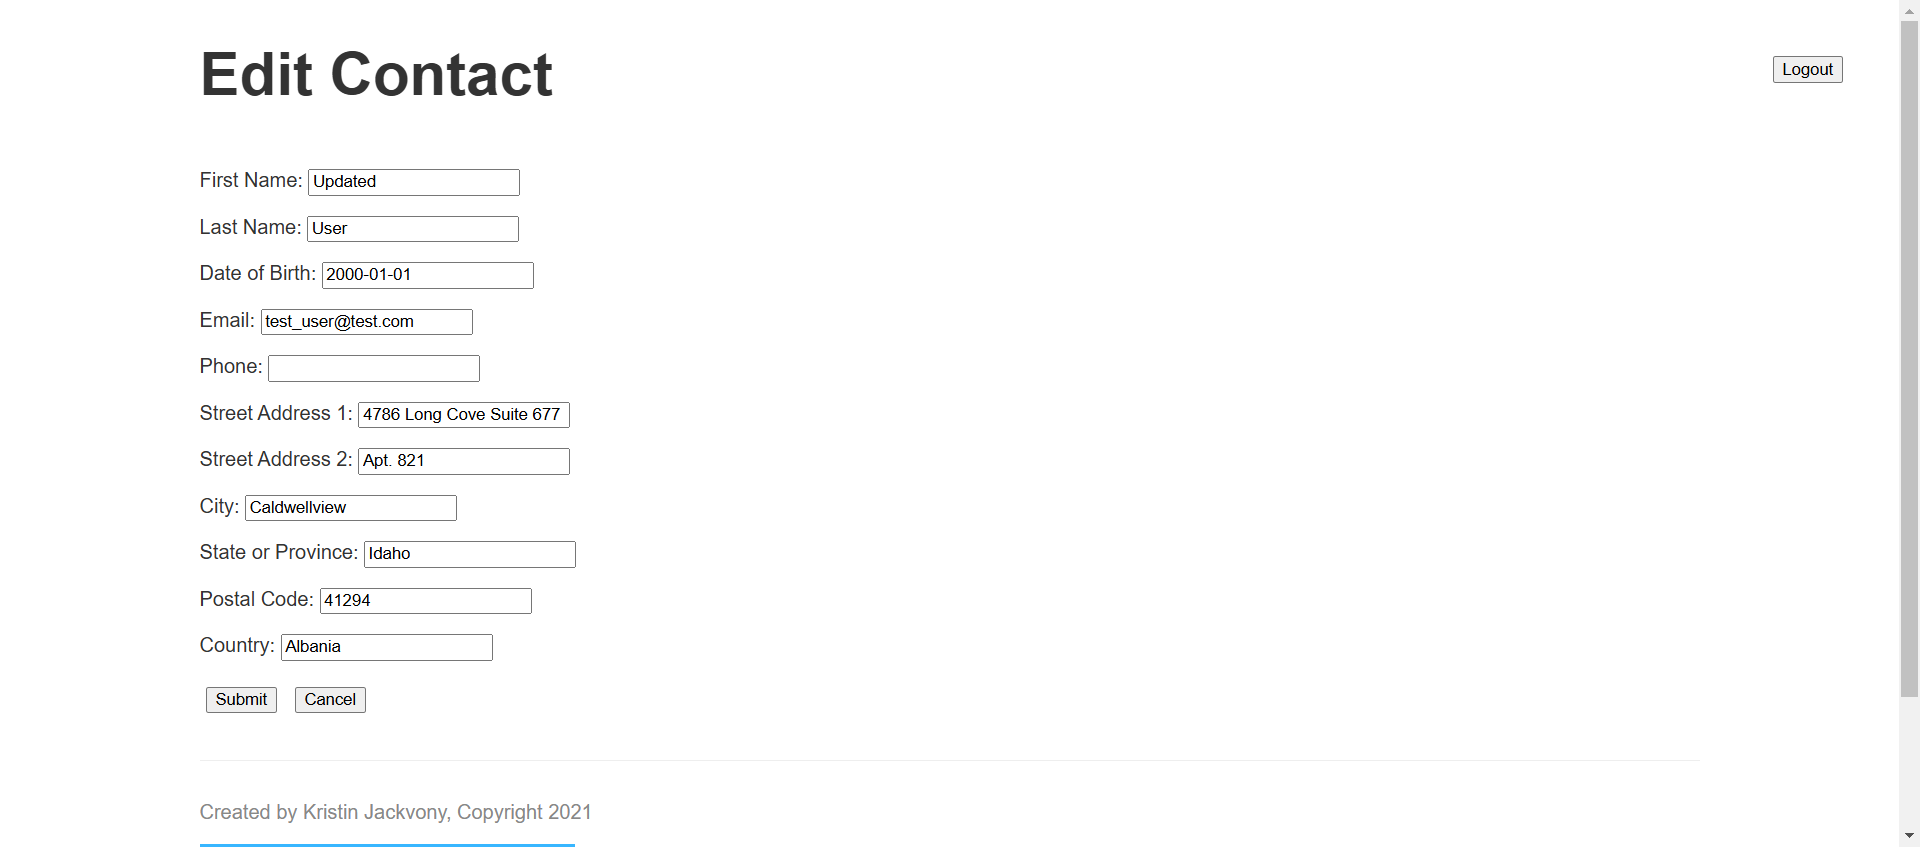 Edit Contact
Logout
First Name: Updated
Last Name: User
Date of Birth: 2000-01-01
Email: test_user@test.com
Phone:
Street Address 1: 4786 Long Cove Suite 677
Street Address 2: Apt. 821
City: Caldwellview
State or Province: Idaho
Postal Code: 41294
Country: Albania
Submit Cancel
Created by Kristin Jackvony, Copyright 2021